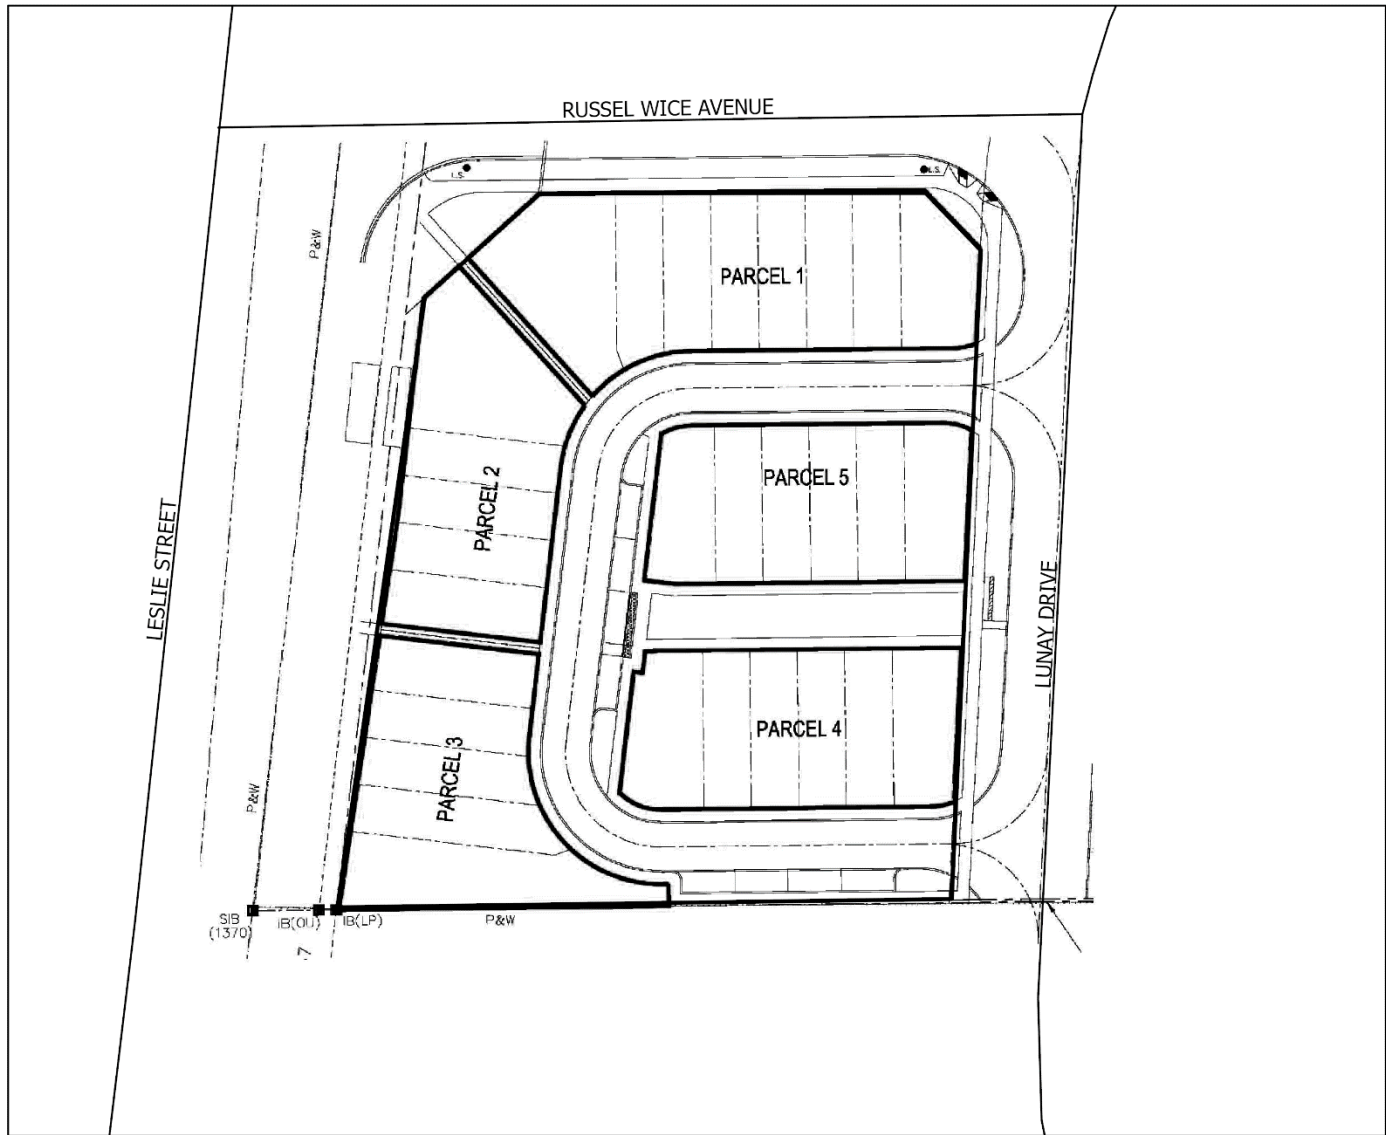 RUSSEL WICE AVENUE
L.S.
L.S.
P&W
PARCEL 1
PARCEL 2
PARCEL 5
LESLIE STREET
LUNAY DRIVE
PARCEL 4
PARCEL 3
P&W
SIB
(1370)
IB(OU)
IB(LP)
P&W